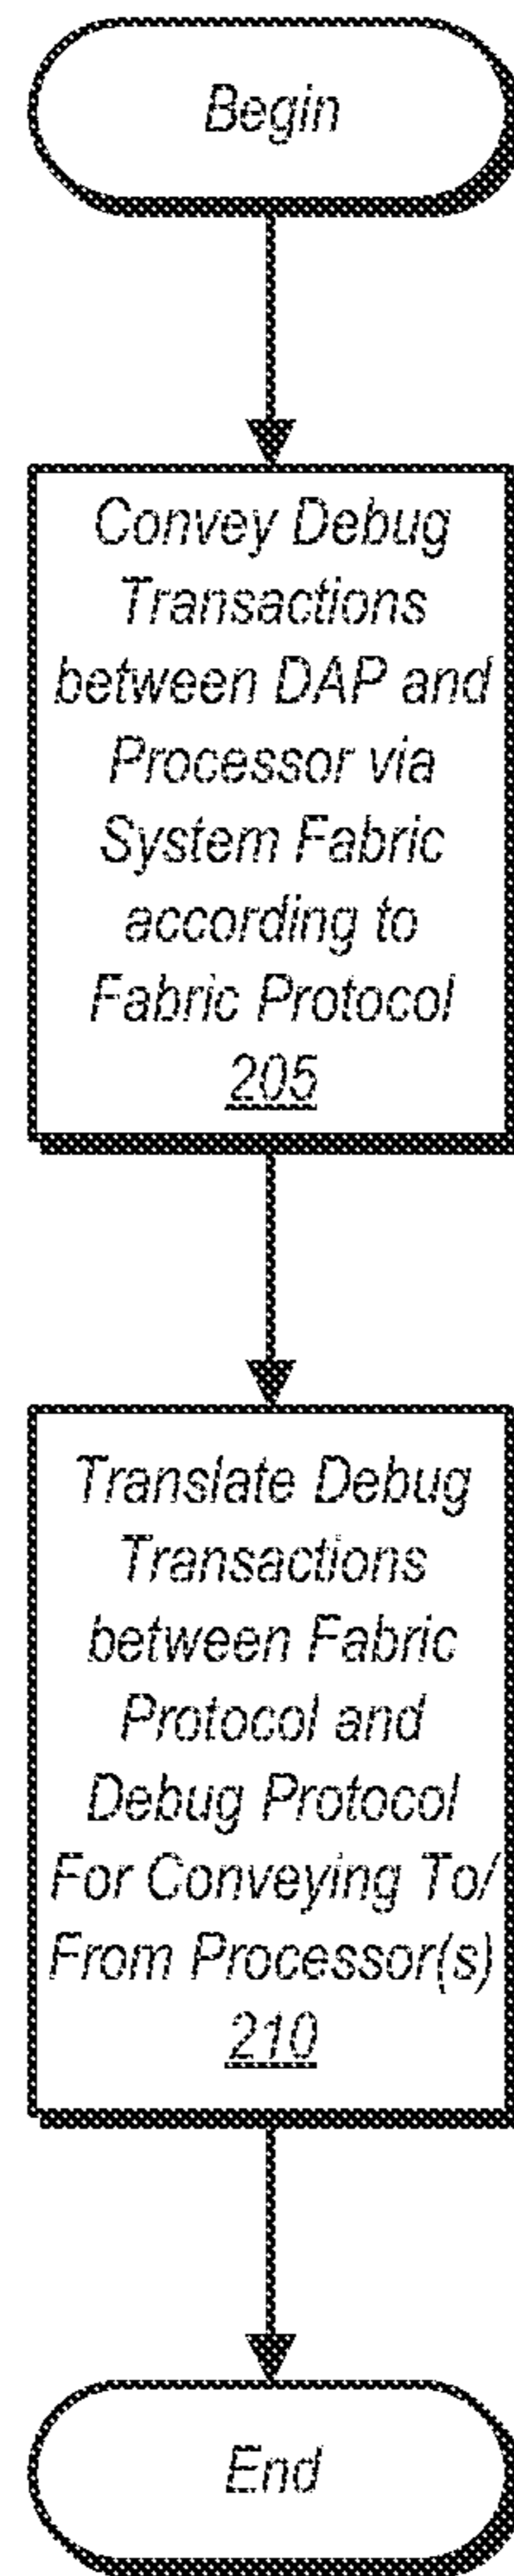 Begin
Convey Debug
Transactions
between DAP and
Processor via
System Fabric
according to
Fabric Protocol
205
Translate Debug
Transactions
between Fabric
Protocol and
Debug Protocol
For Conveying To/
From Processor(s)
210
End